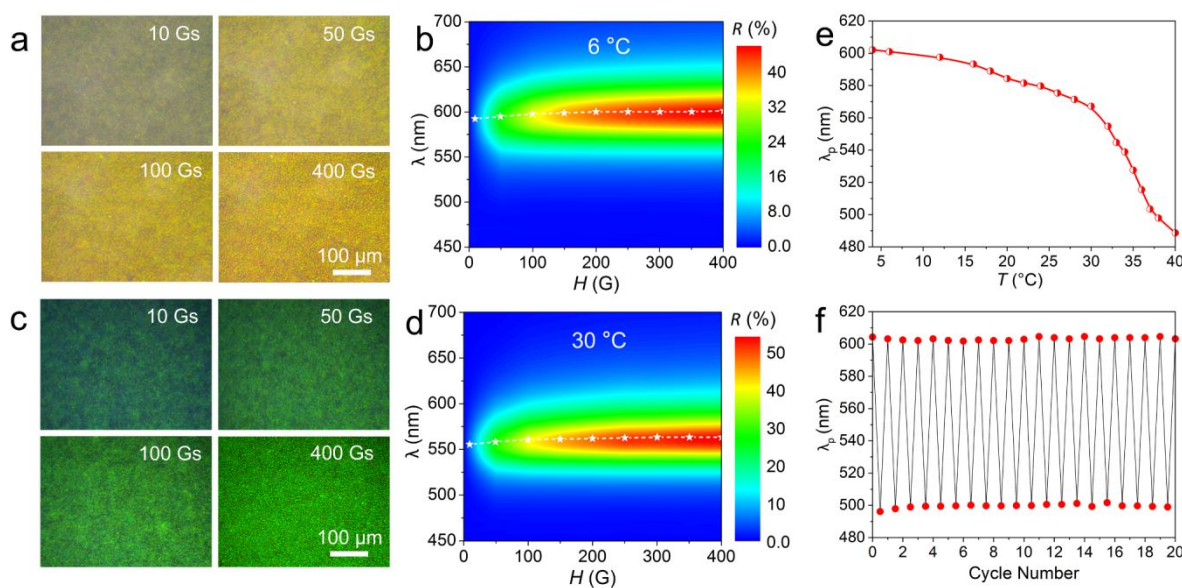 a
10 Gs
50 Gs
100 Gs
400 Gs
100 μm
b
6 °C
R (%)
λ (nm)
700
650
600
550
500
450
0
100
200
300
400
H (G)
40
32
24
16
8.0
0.0
c
10 Gs
50 Gs
100 Gs
400 Gs
100 μm
d
30 °C
R (%)
λ (nm)
700
650
600
550
500
450
0
100
200
300
400
H (G)
50
40
30
20
10
0.0
e
λp (nm)
620
600
580
560
540
520
500
480
5
10
15
20
25
30
35
40
T (°C)
f
λp (nm)
620
600
580
560
540
520
500
480
0
2
4
6
8
10
12
14
16
18
20
Cycle Number